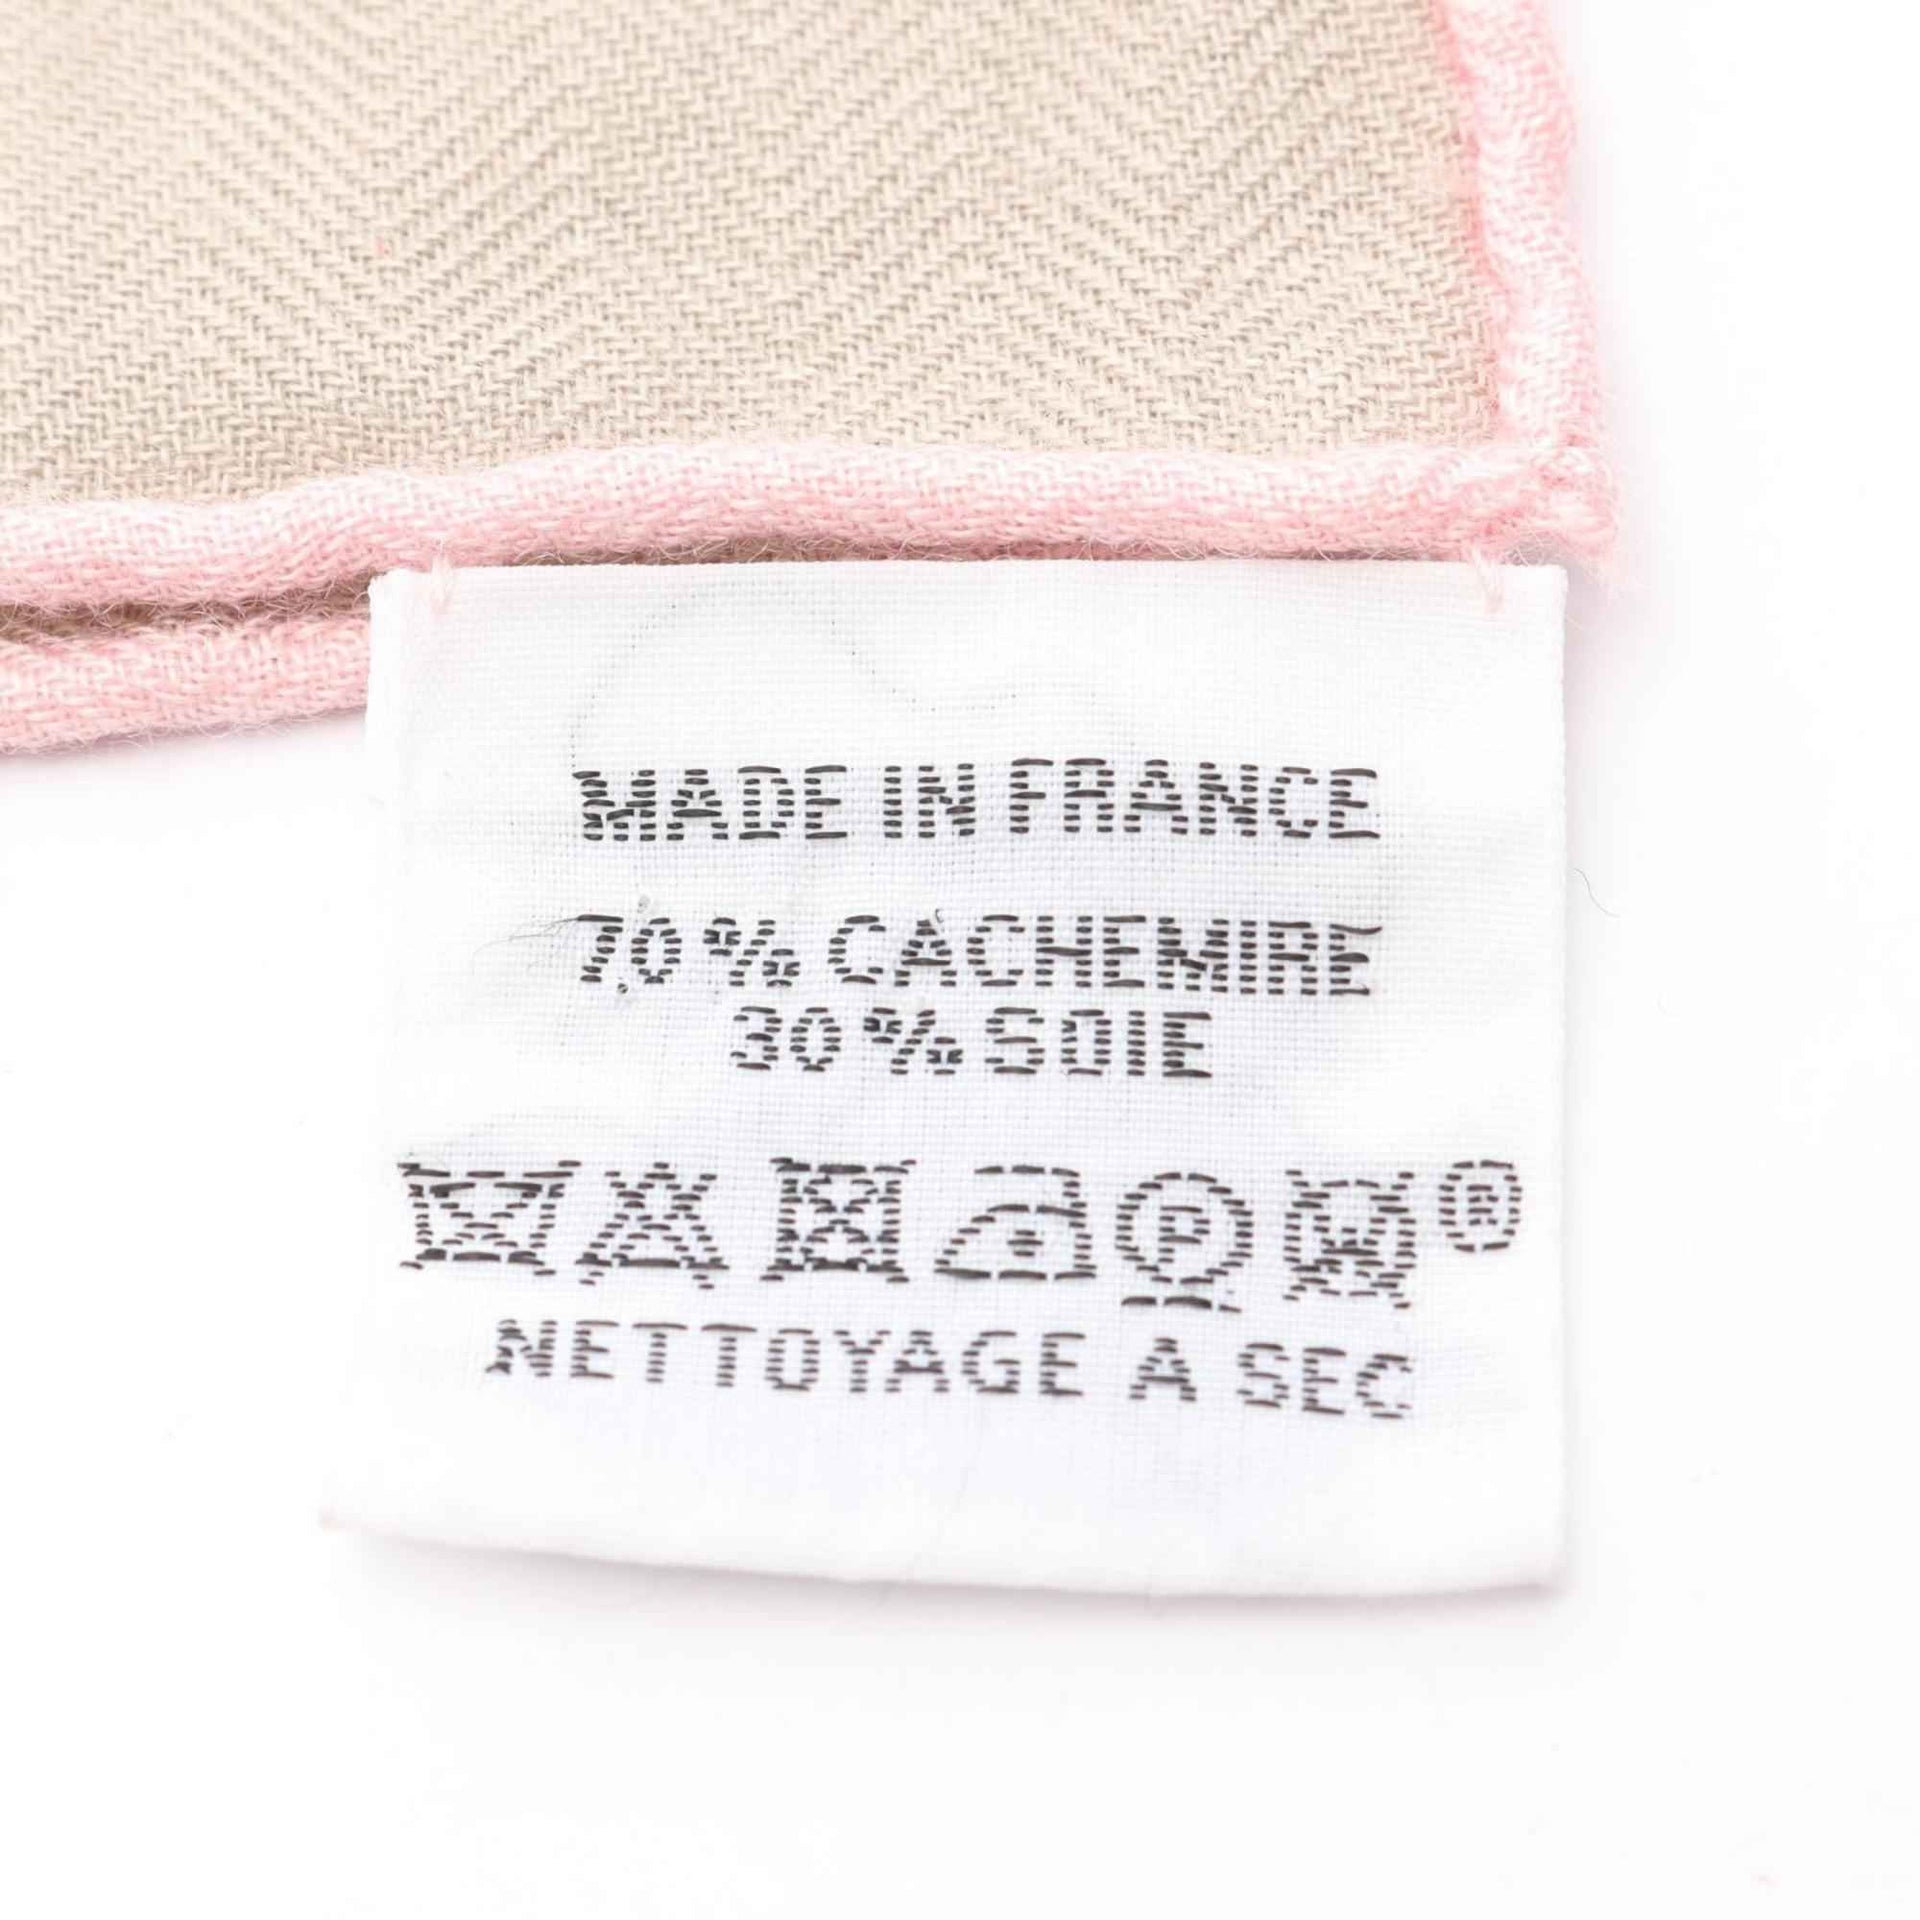 MADE IN FRANCE
70% CACHEMIRE
30% SOIE
P W ®
NETTOYAGE A SEC